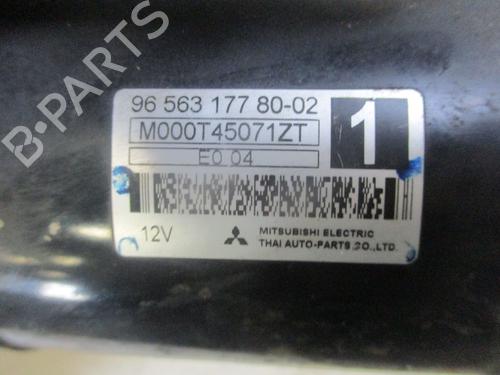 96 563 177 80-02
1
M000T45071ZT
E0 04
12V
MITSUBISHI ELECTRIC
THAI AUTO-PARTS CO.,LTD.
B-PARTS